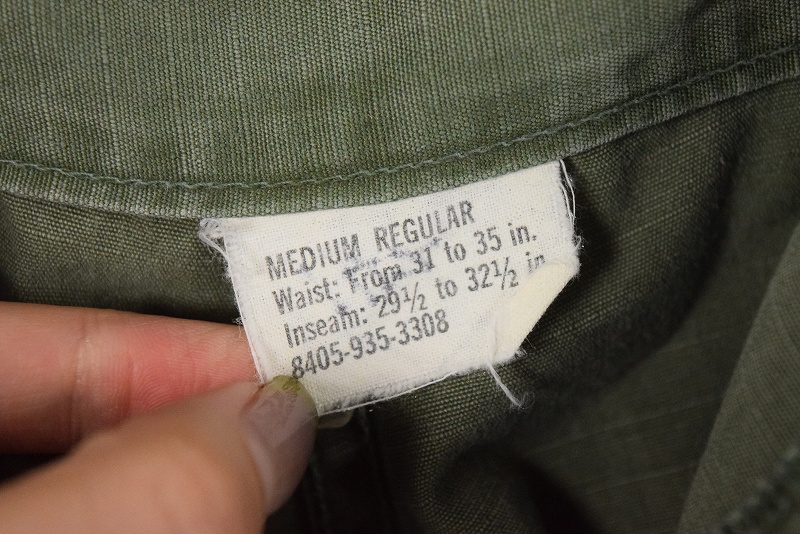 MEDIUM REGULAR
Waist: From 31 to 35 in.
Inseam: 29½ to 32½ in
8405-935-3308